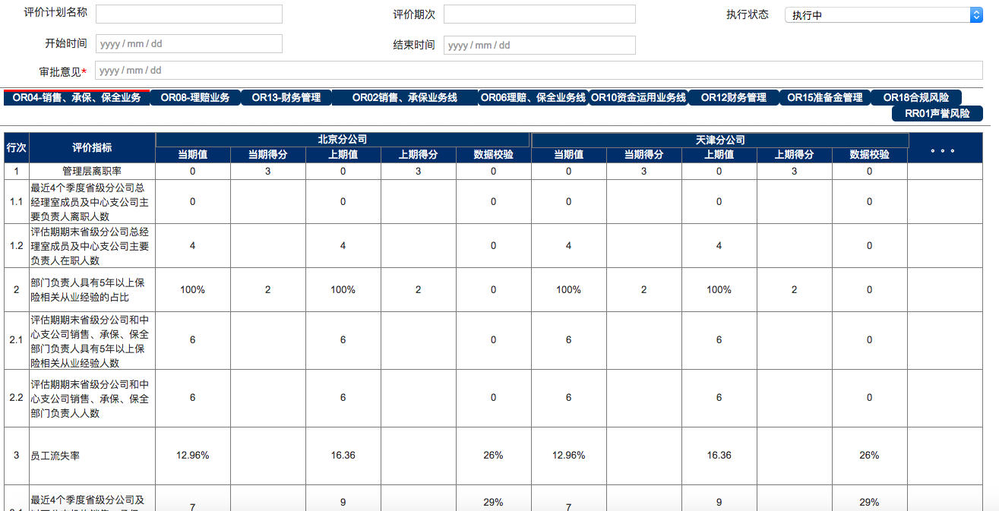 评价计划名称 评价期次 执行状态 执行中
开始时间 yyyy / mm / dd 结束时间 yyyy / mm / dd
审批意见* yyyy / mm / dd
OR04-销售、承保、保全业务 OR08-理赔业务 OR13-财务管理 OR02销售、承保业务线 OR06理赔、保全业务线 OR10资金运用业务线 OR12财务管理 OR15准备金管理 OR18合规风险
RR01声誉风险
行次 评价指标 北京分公司 天津分公司 。。。
当期值 当期得分 上期值 上期得分 数据校验 当期值 当期得分 上期值 上期得分 数据校验
1 管理层离职率 0 3 0 3 0 0 3 0 3 0
最近4个季度省级分公司总
1.1 经理室成员及中心支公司主 0 0 0 0 0 0
要负责人离职人数
评估期期末省级分公司总经
1.2 理室成员及中心支公司主要 4 4 0 4 4 0
负责人在职人数
部门负责人具有5年以上保
2 100% 2 100% 2 0 100% 2 100% 2 0
险相关从业经验的占比
评估期期末省级分公司和中
心支公司销售、承保、保全
2.1 6 6 0 6 6 0
部门负责人具有5年以上保
险相关从业经验人数
评估期期末省级分公司和中
2.2 心支公司销售、承保、保全 6 6 0 6 6 0
部门负责人人数
3 员工流失率 12.96% 16.36 26% 12.96% 16.36 26%
最近4个季度省级分公司及 7 9 29% 7 9 29%